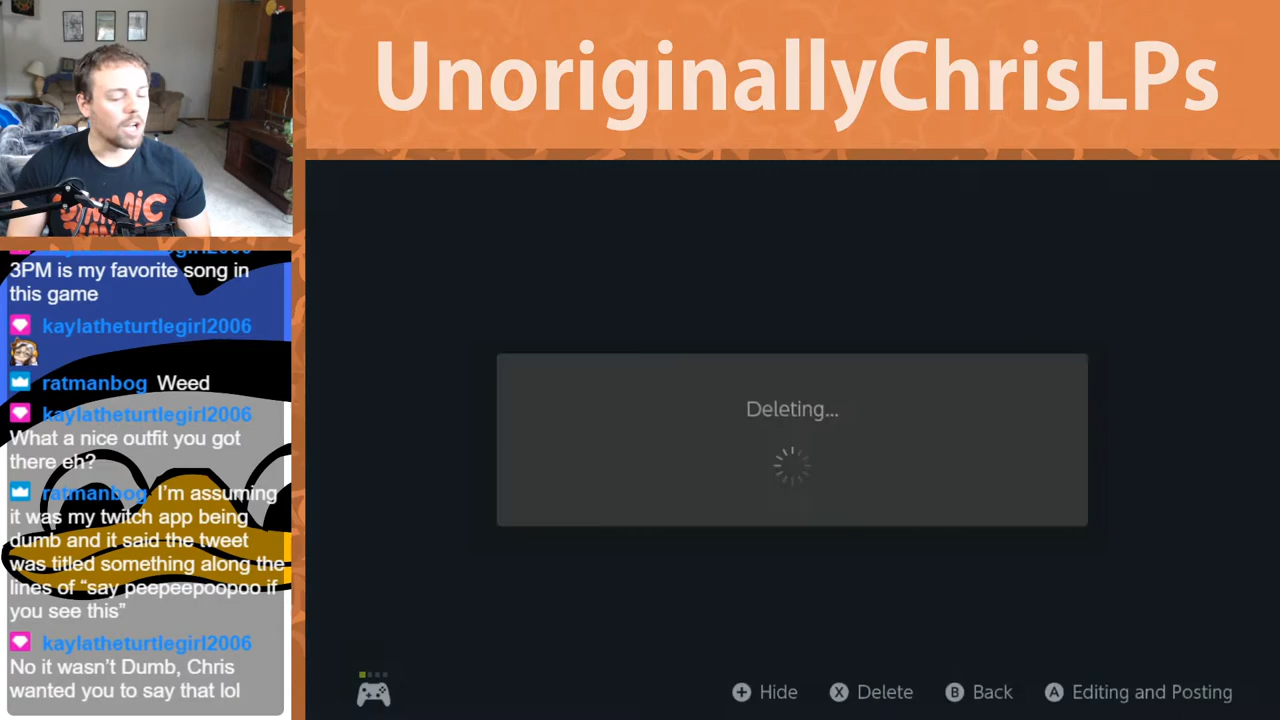 UnoriginallyChrisLPs
3PM is my favorite song in
this game
kaylatheturtlegirl2006
ratmanbog Weed
kaylatheturtlegirl2006
What a nice outfit you got
there eh?
ratmanbog I'm assuming
it was my twitch app being
dumb and it said the tweet
was titled something along the
lines of “say peepeepoopoo if
you see this”
kaylatheturtlegirl2006
No it wasn't Dumb, Chris
wanted you to say that lol
Deleting...
+ Hide X Delete B Back A Editing and Posting